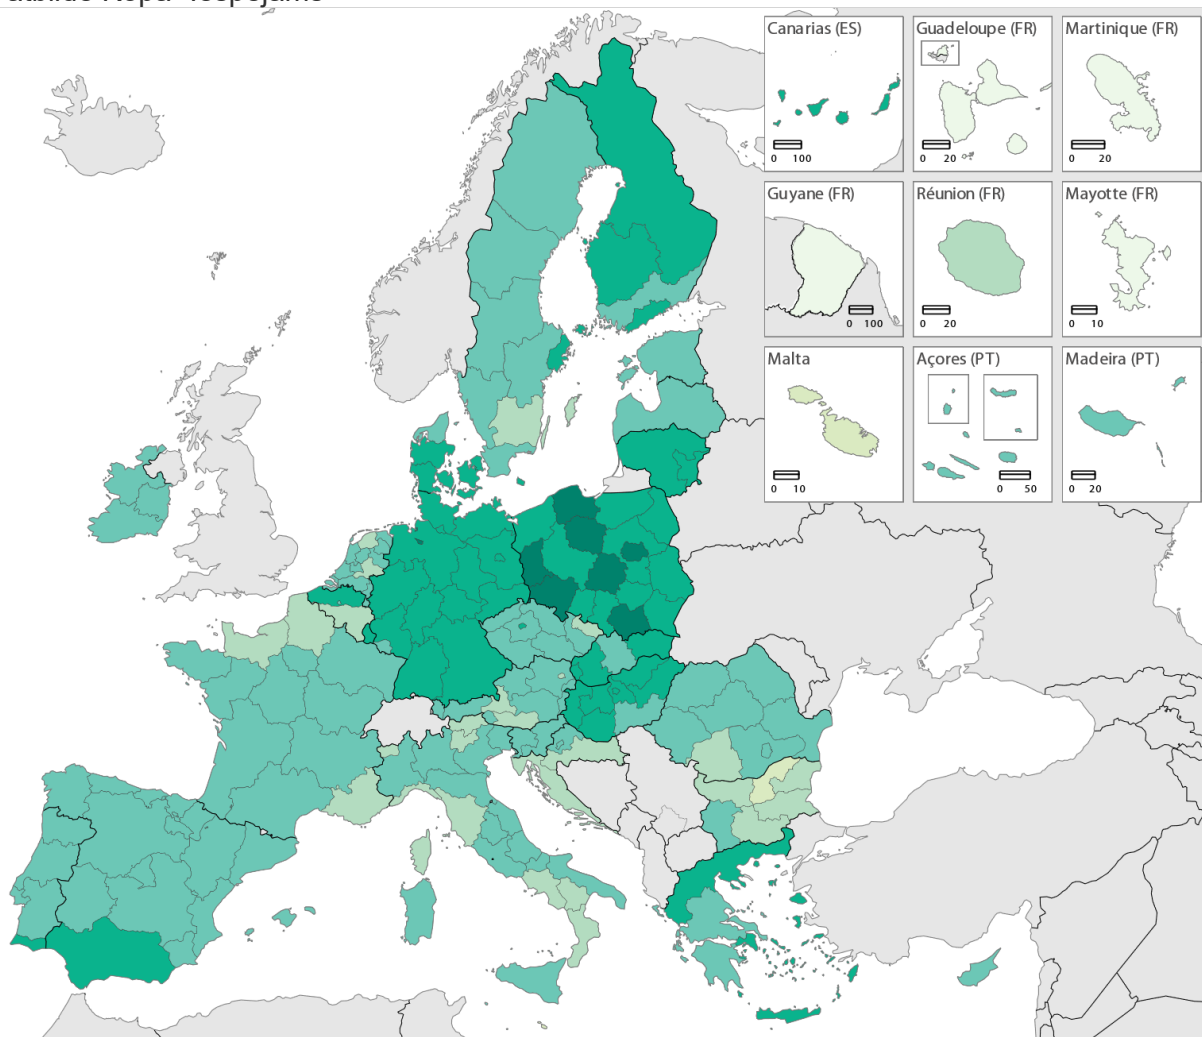 Canarias (ES)
0 100
Guadeloupe (FR)
0 20
Martinique (FR)
0 20
Guyane (FR)
0 100
Réunion (FR)
0 20
Mayotte (FR)
0 10
Malta
0 10
Açores (PT)
0 50
Madeira (PT)
0 20